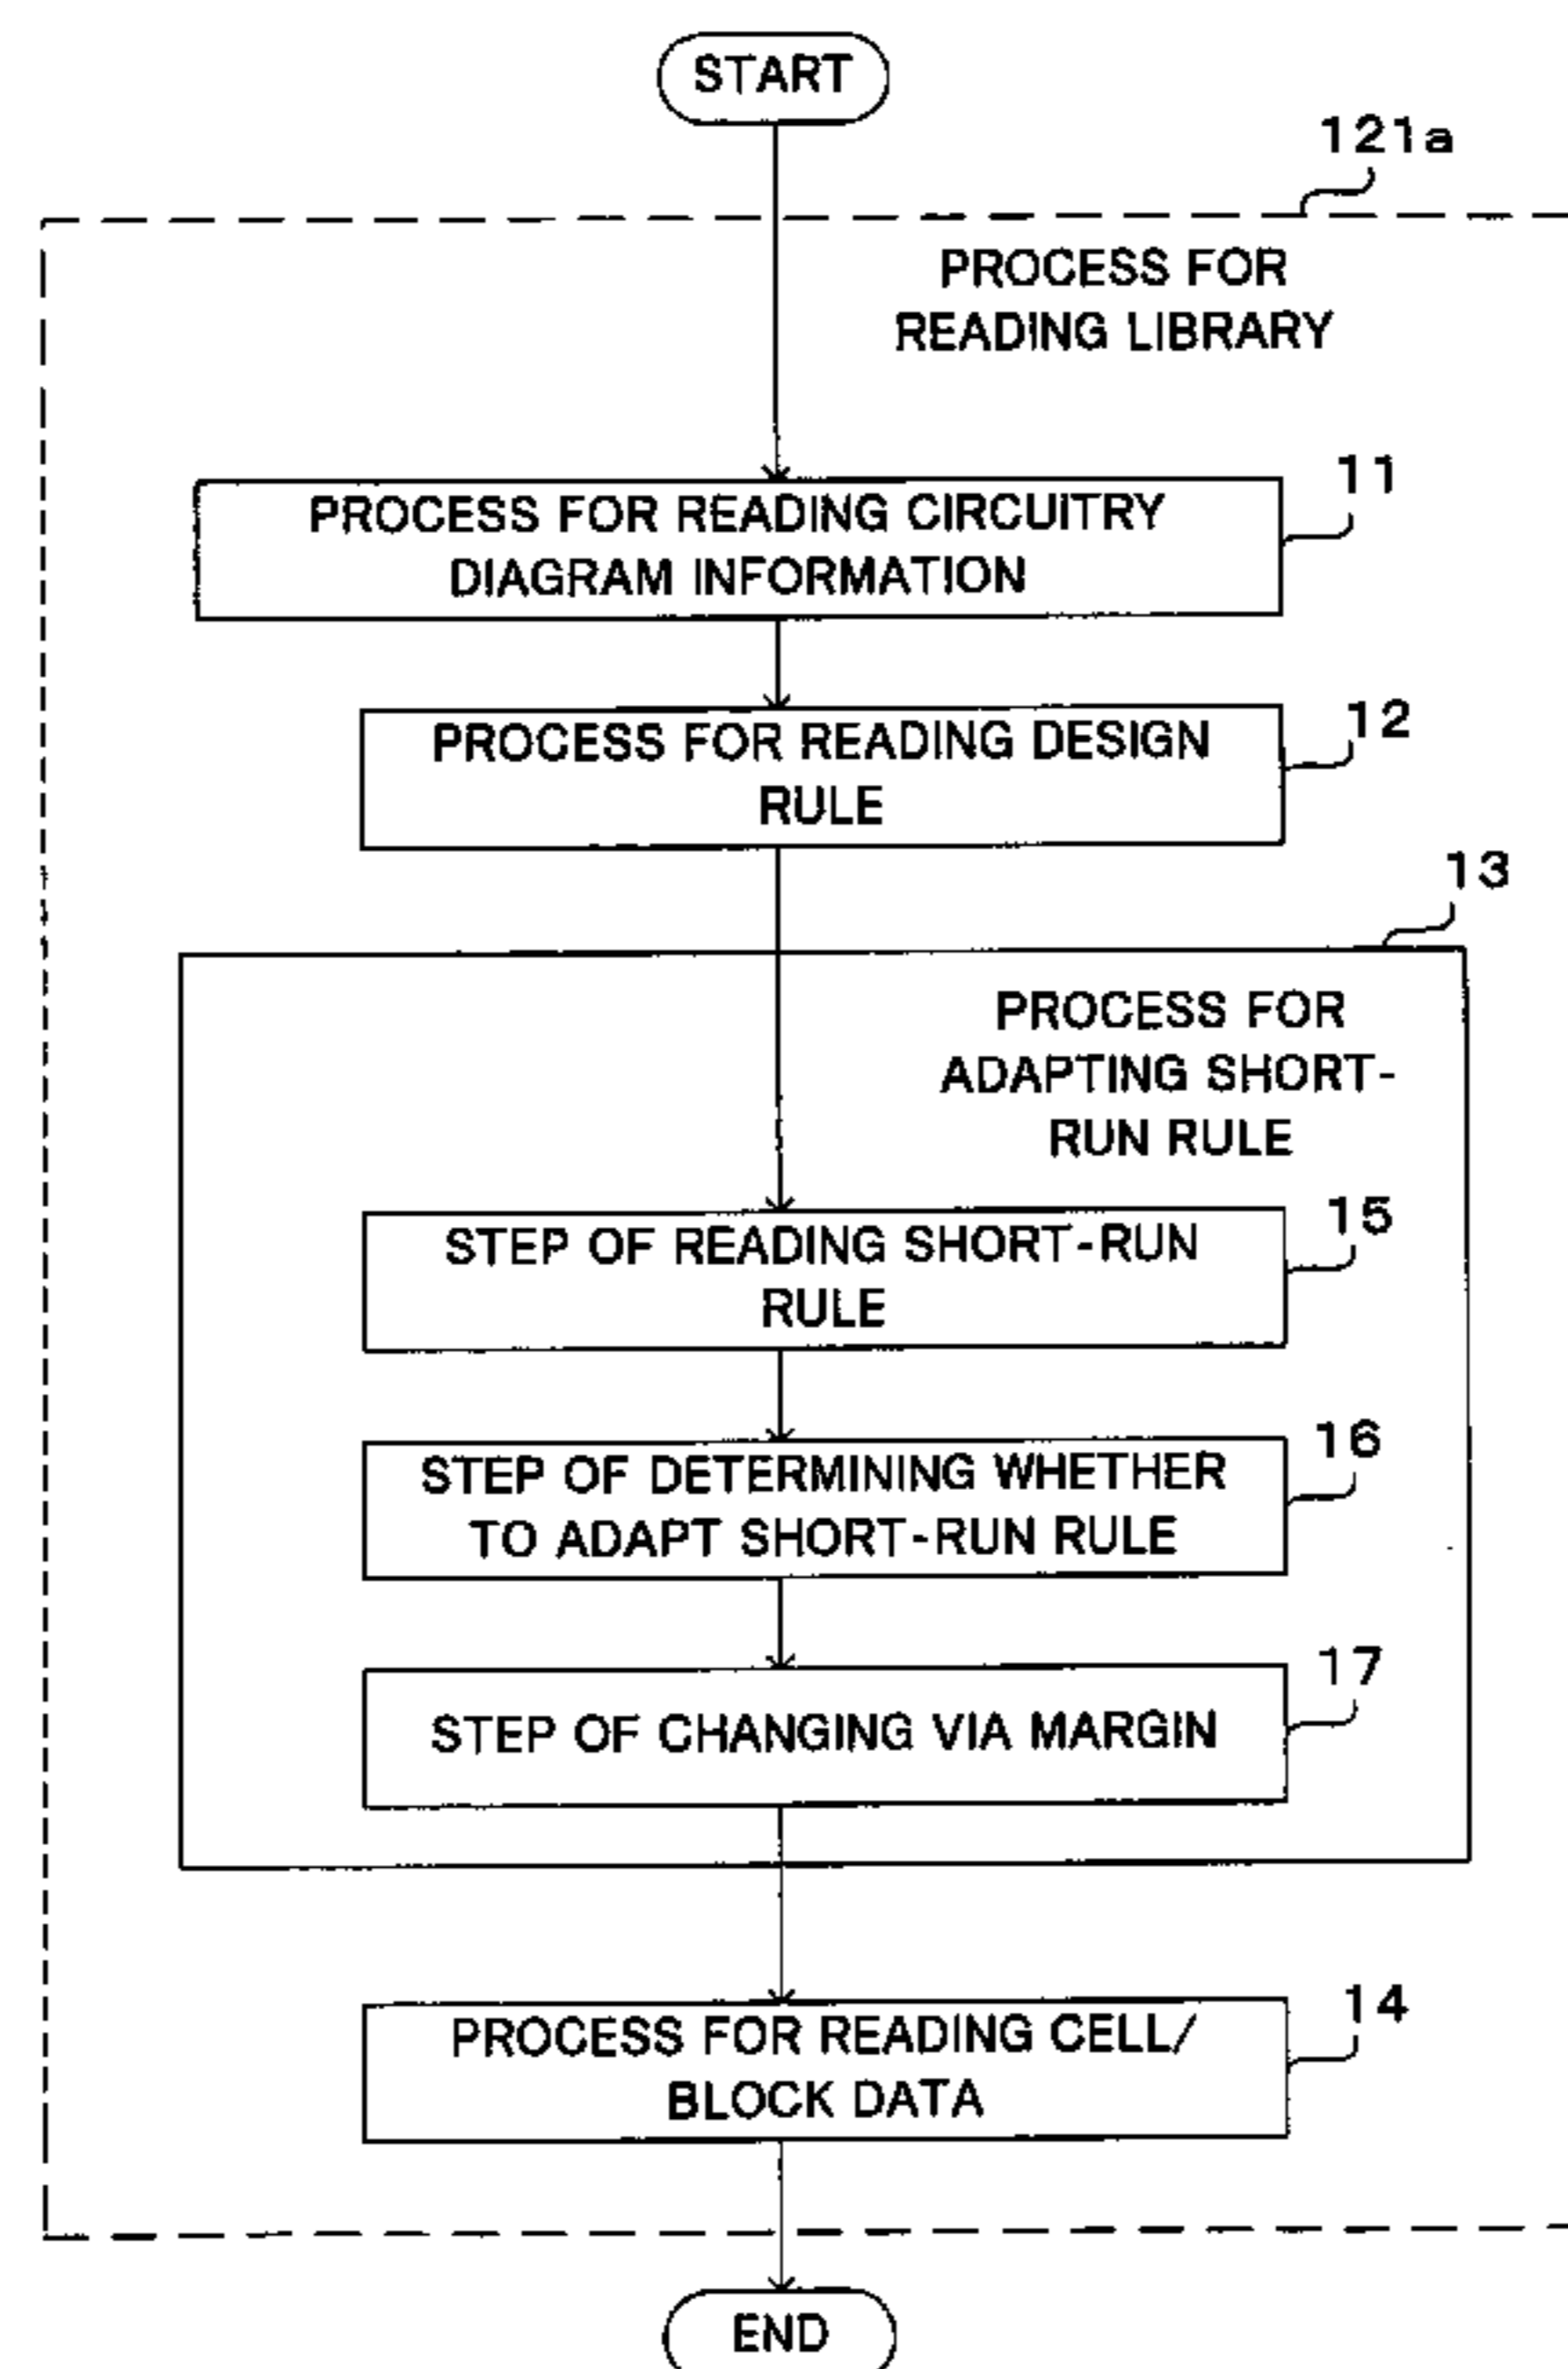 START
121a
PROCESS FOR
READING LIBRARY
11
PROCESS FOR READING CIRCUITRY
DIAGRAM INFORMATION
12
PROCESS FOR READING DESIGN
RULE
13
PROCESS FOR
ADAPTING SHORT-
RUN RULE
15
STEP OF READING SHORT-RUN
RULE
16
STEP OF DETERMINING WHETHER
TO ADAPT SHORT-RUN RULE
17
STEP OF CHANGING VIA MARGIN
14
PROCESS FOR READING CELL/
BLOCK DATA
END